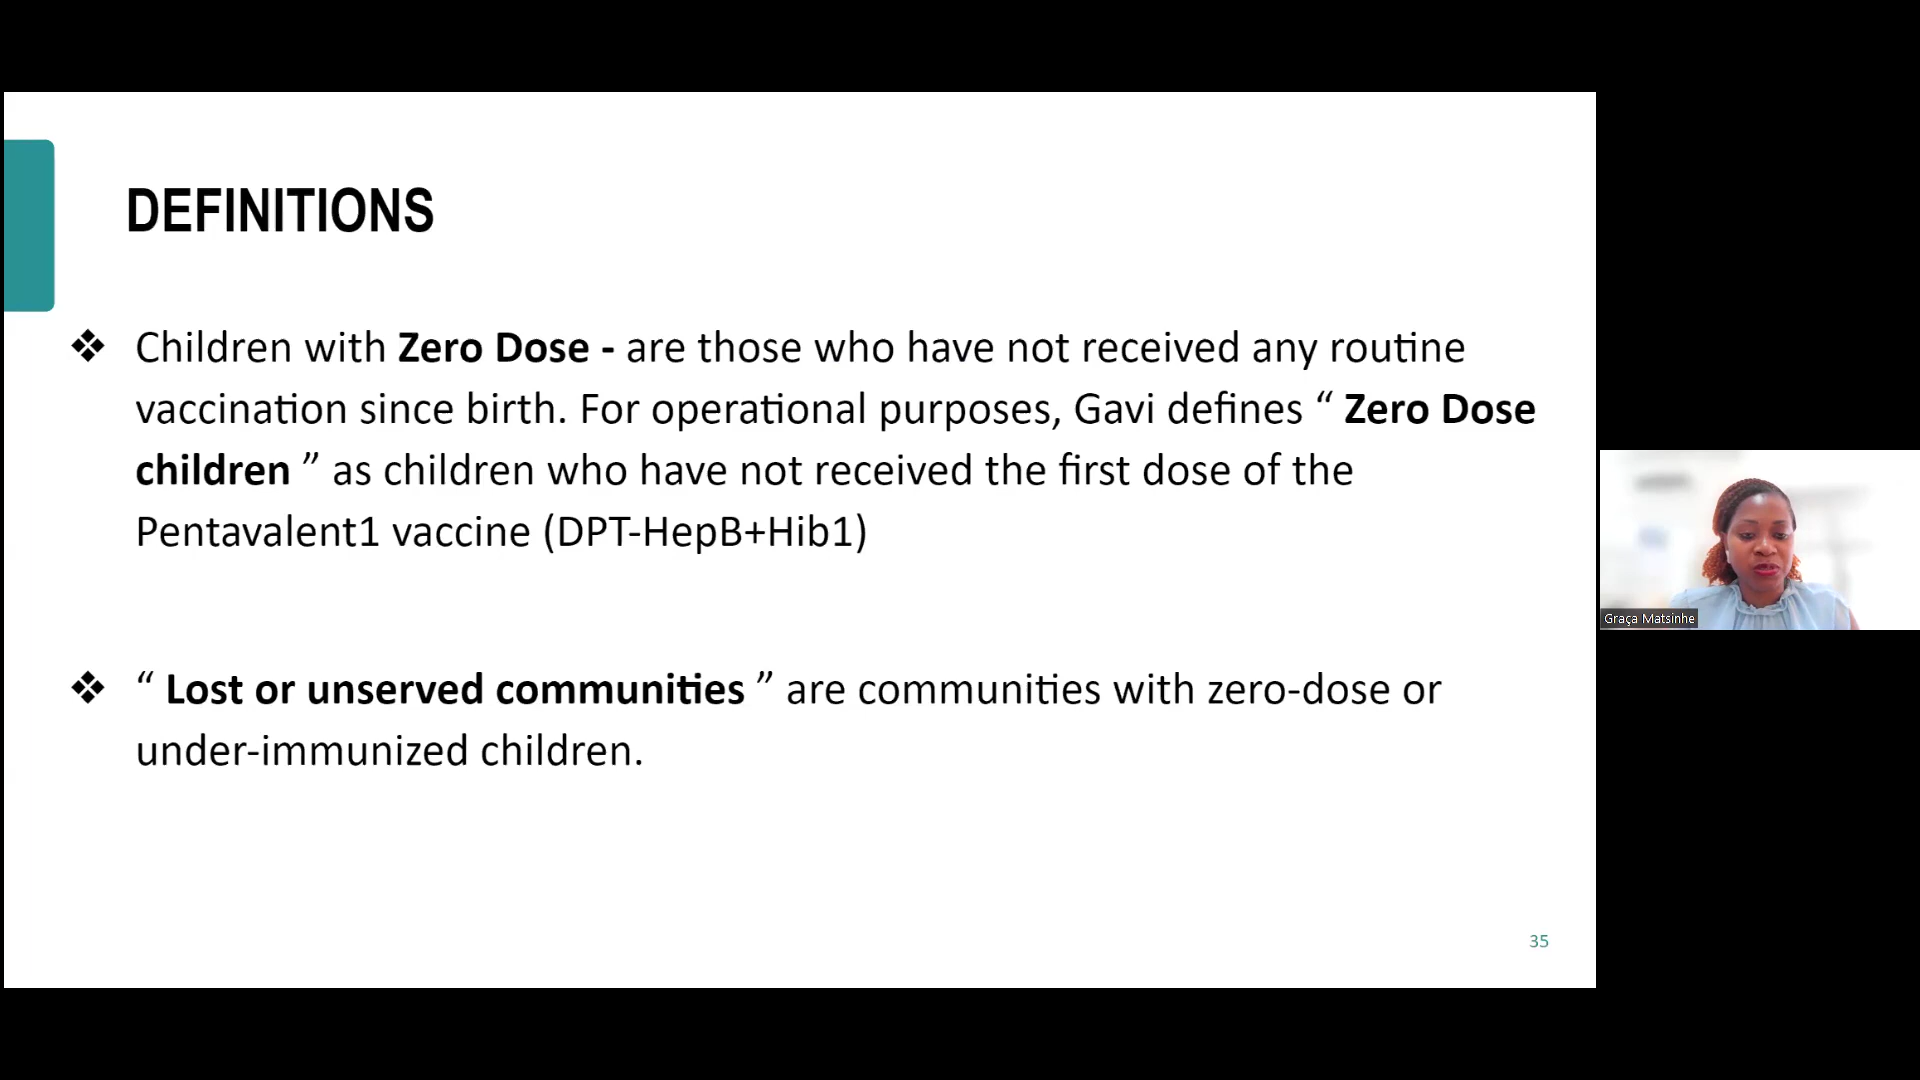 DEFINITIONS
❖ Children with Zero Dose - are those who have not received any routine
vaccination since birth. For operational purposes, Gavi defines “ Zero Dose
children ” as children who have not received the first dose of the
Pentavalent1 vaccine (DPT-HepB+Hib1)
❖ “ Lost or unserved communities ” are communities with zero-dose or
under-immunized children.
35
Graça Matsinhe